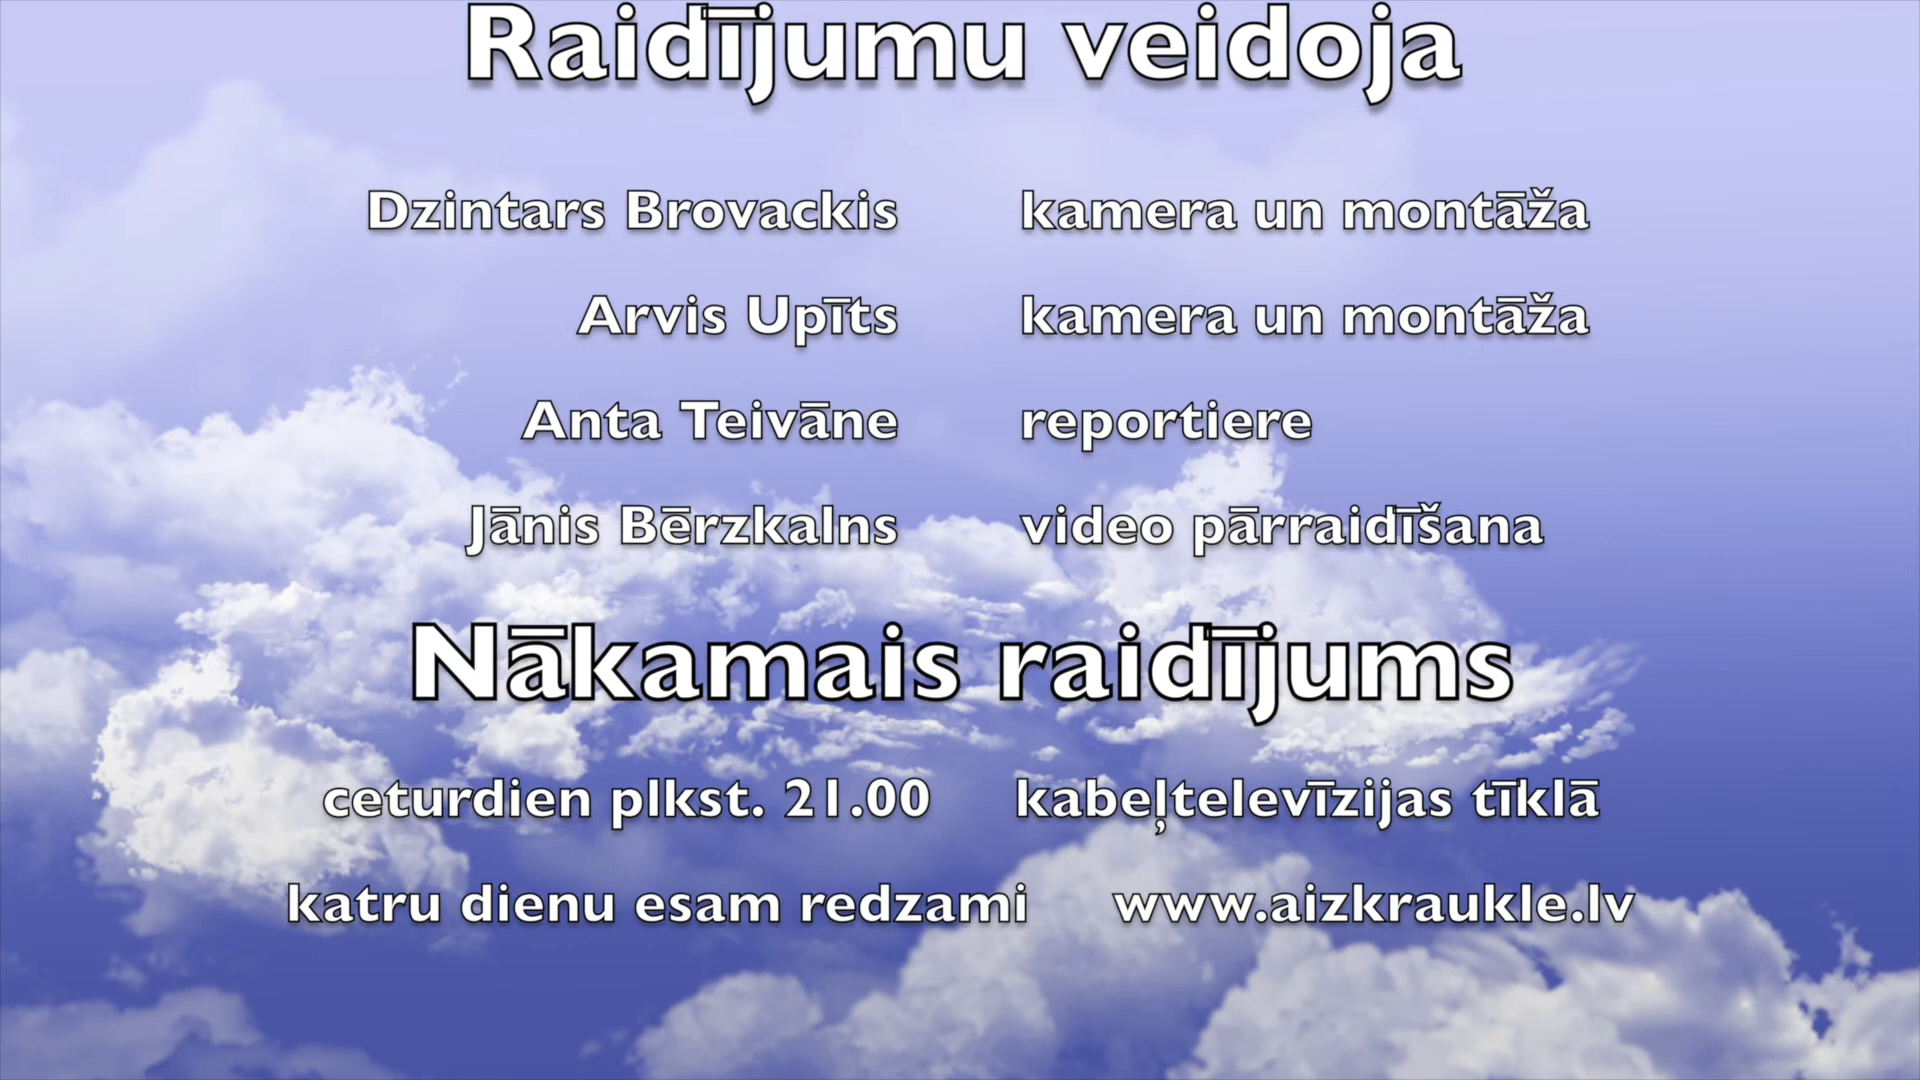 Raidījumu veidoja
Dzintars Brovackis kamera un montāža
Arvis Upīts kamera un montāža
Anta Teivāne reportiere
Jānis Bērzkalns video pārraidīšana
Nākamais raidījums
ceturdien plkst. 21.00 kabeļtelevīzijas tīklā
katru dienu esam redzami www.aizkraukle.lv